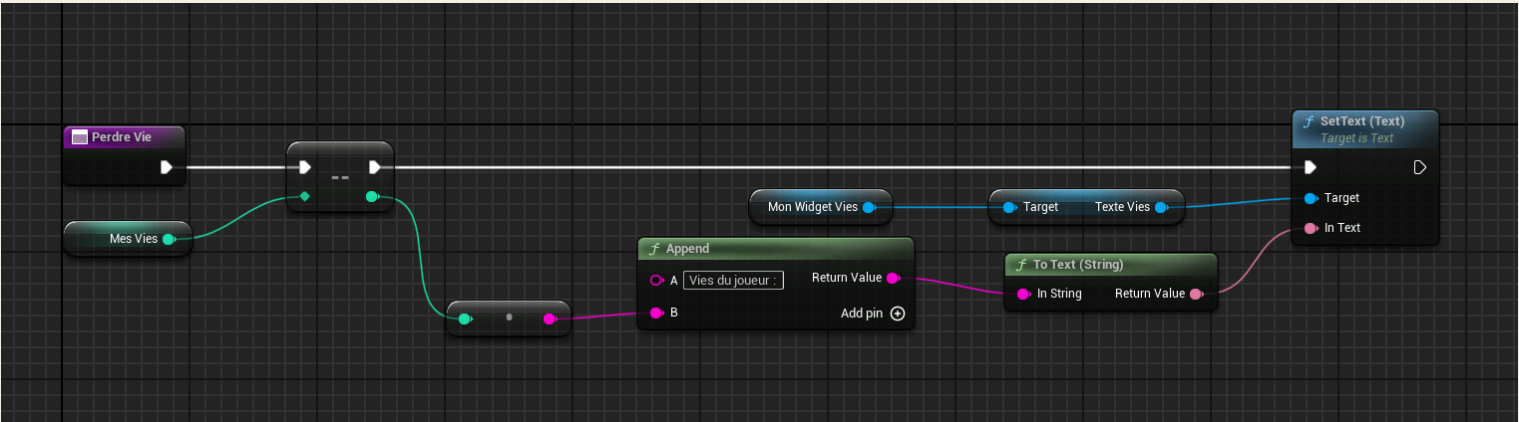 Perdre Vie
--
Mes Vies
Append
A Vies du joueur :
Return Value
B
Add pin
Mon Widget Vies
Target Texte Vies
To Text (String)
In String Return Value
SetText (Text)
Target is Text
Target
In Text